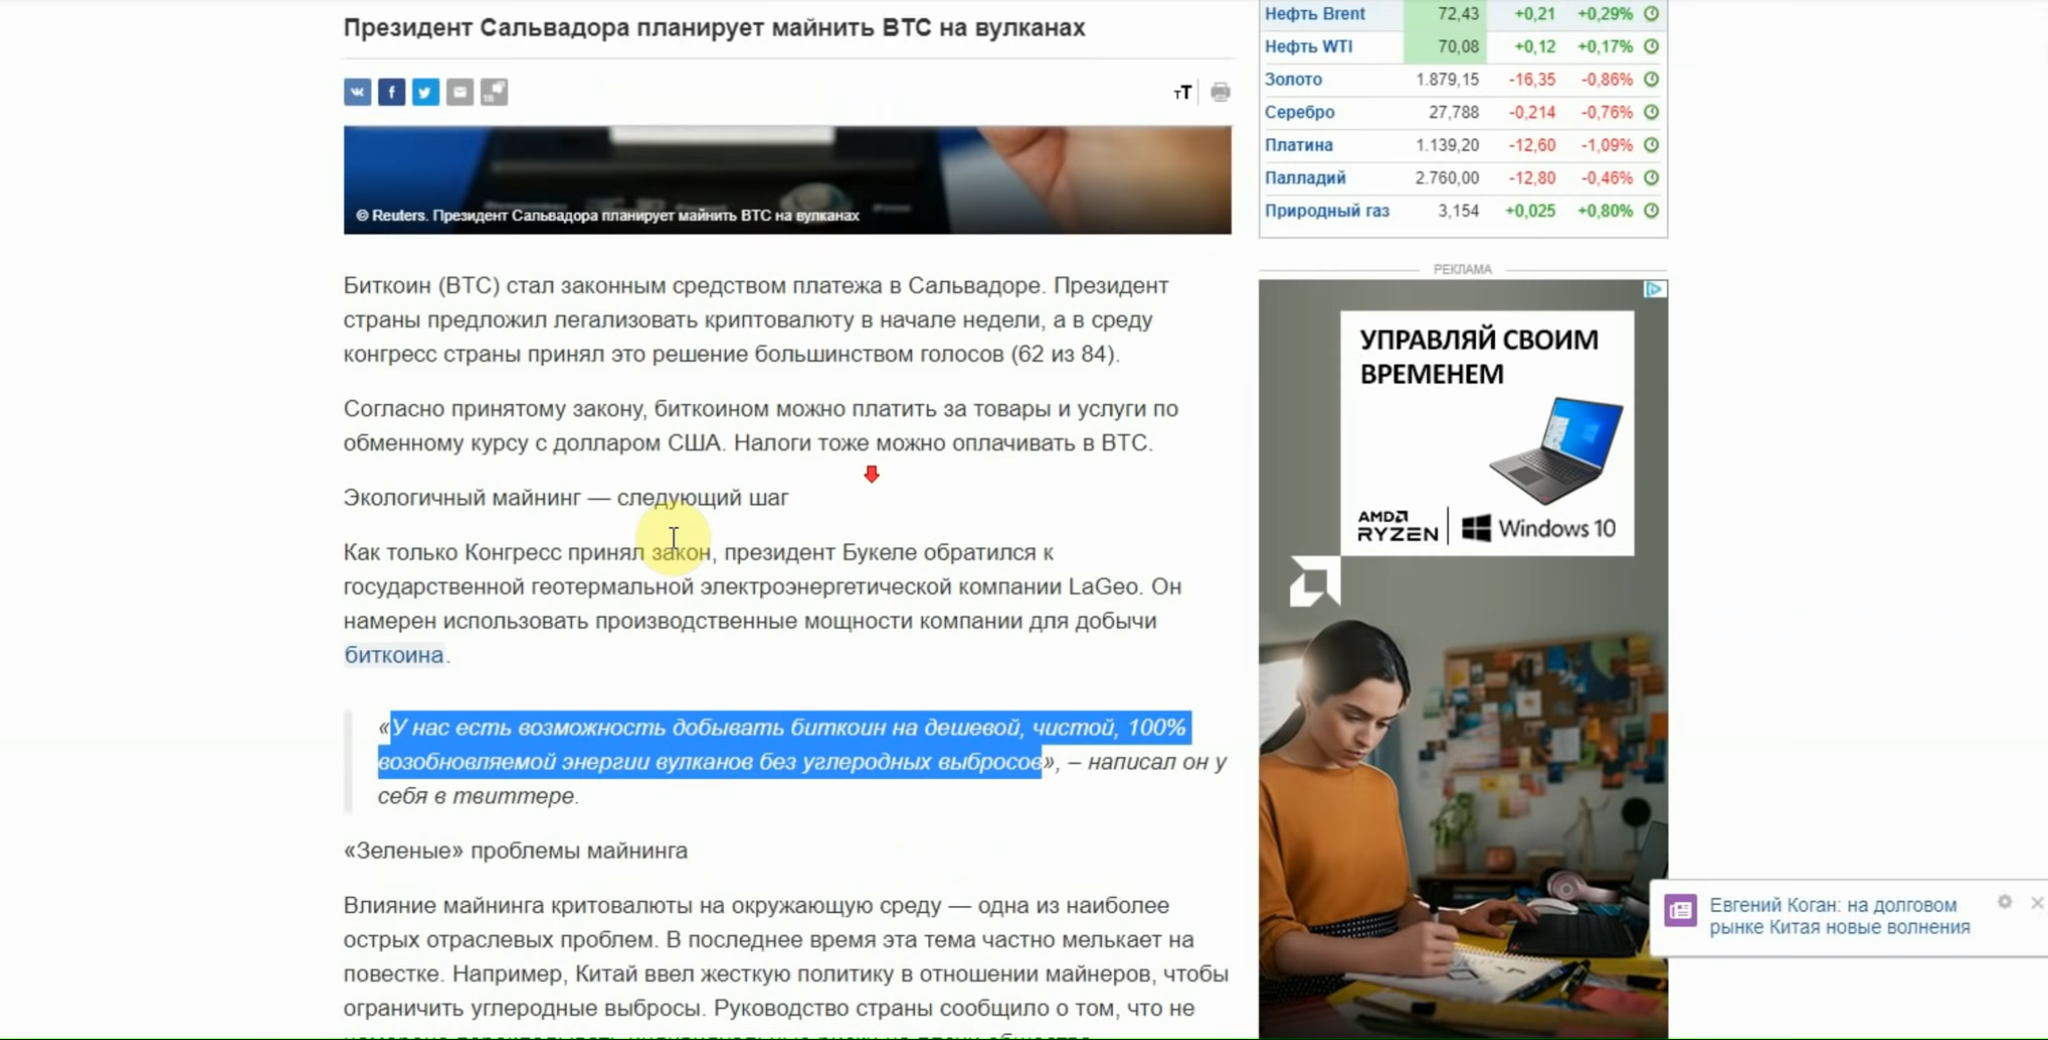 Президент Сальвадора планирует майнить BTC на вулканах
тТ
© Reuters. Президент Сальвадора планирует майнить BTC на вулканах
Биткоин (BTC) стал законным средством платежа в Сальвадоре. Президент
страны предложил легализовать криптовалюту в начале недели, а в среду
конгресс страны принял это решение большинством голосов (62 из 84).
Согласно принятому закону, биткоином можно платить за товары и услуги по
обменному курсу с долларом США. Налоги тоже можно оплачивать в BTC.
Экологичный майнинг — следующий шаг
Как только Конгресс принял закон, президент Букеле обратился к
государственной геотермальной электроэнергетической компании LaGeo. Он
намерен использовать производственные мощности компании для добычи
биткоина.
«У нас есть возможность добывать биткоин на дешевой, чистой, 100%
возобновляемой энергии вулканов без углеродных выбросов», – написал он у
себя в твиттере.
«Зеленые» проблемы майнинга
Влияние майнинга критовалюты на окружающую среду — одна из наиболее
острых отраслевых проблем. В последнее время эта тема частно мелькает на
повестке. Например, Китай ввел жесткую политику в отношении майнеров, чтобы
ограничить углеродные выбросы. Руководство страны сообщило о том, что не
Нефть Brent 72,43 +0,21 +0,29%
Нефть WTI 70,08 +0,12 +0,17%
Золото 1.879,15 -16,35 -0,86%
Серебро 27,788 -0,214 -0,76%
Платина 1.139,20 -12,60 -1,09%
Палладий 2.760,00 -12,80 -0,46%
Природный газ 3,154 +0,025 +0,80%
РЕКЛАМА
УПРАВЛЯЙ СВОИМ
ВРЕМЕНЕМ
AMD
RYZEN
Windows 10
Евгений Коган: на долговом
рынке Китая новые волнения